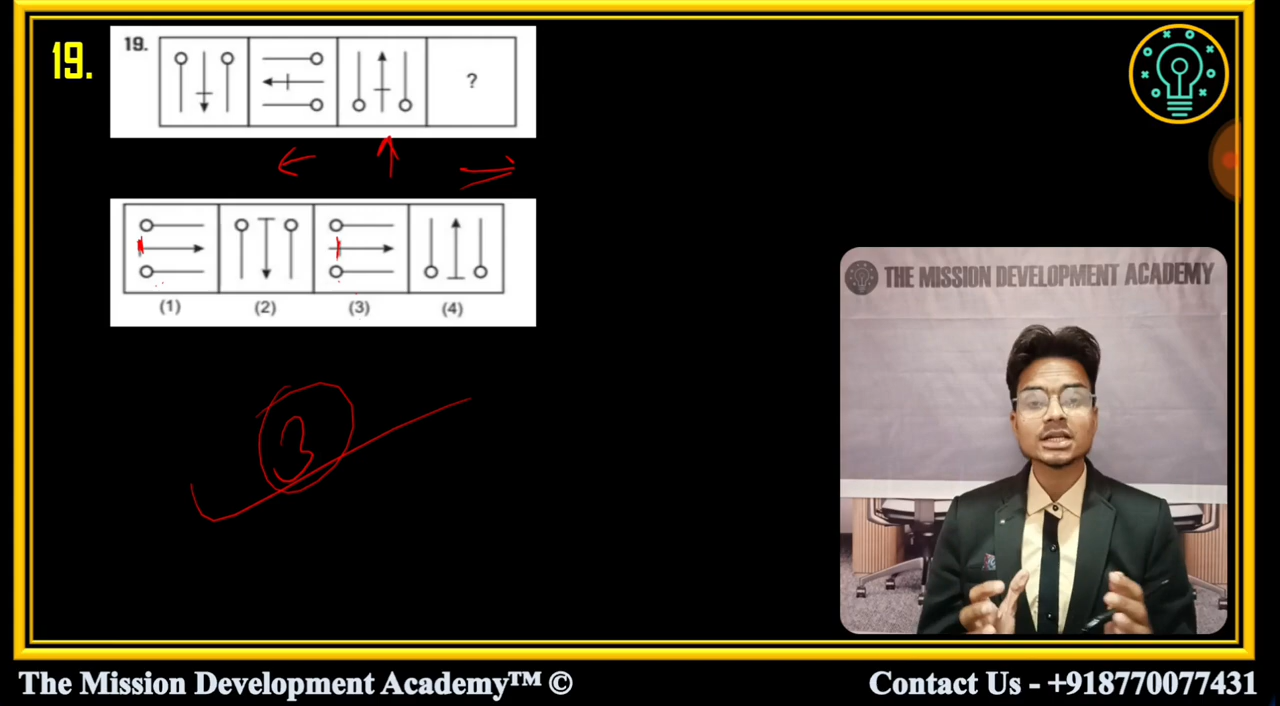 19.
19.
?
(1) (2) (3) (4)
3
THE MISSION DEVELOPMENT ACADEMY
The Mission Development Academy™ ©
Contact Us - +918770077431